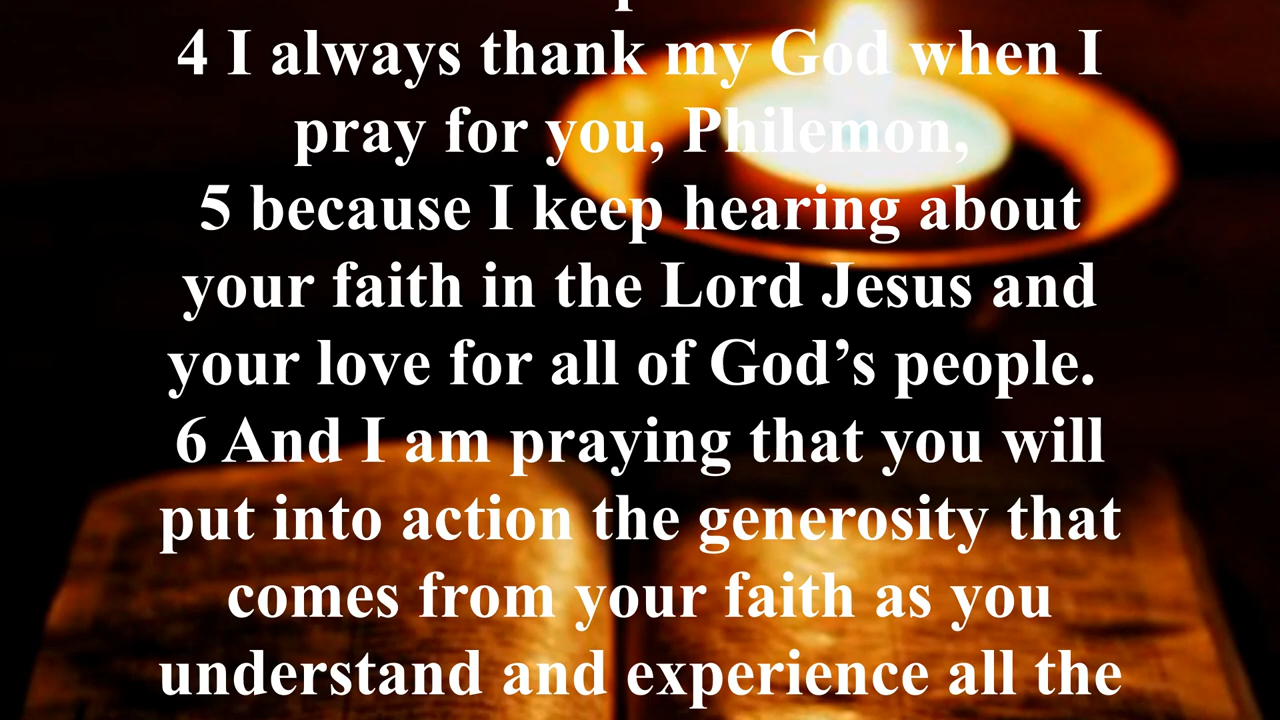 4 I always thank my God when I
pray for you, Philemon,
5 because I keep hearing about
your faith in the Lord Jesus and
your love for all of God’s people.
6 And I am praying that you will
put into action the generosity that
comes from your faith as you
understand and experience all the